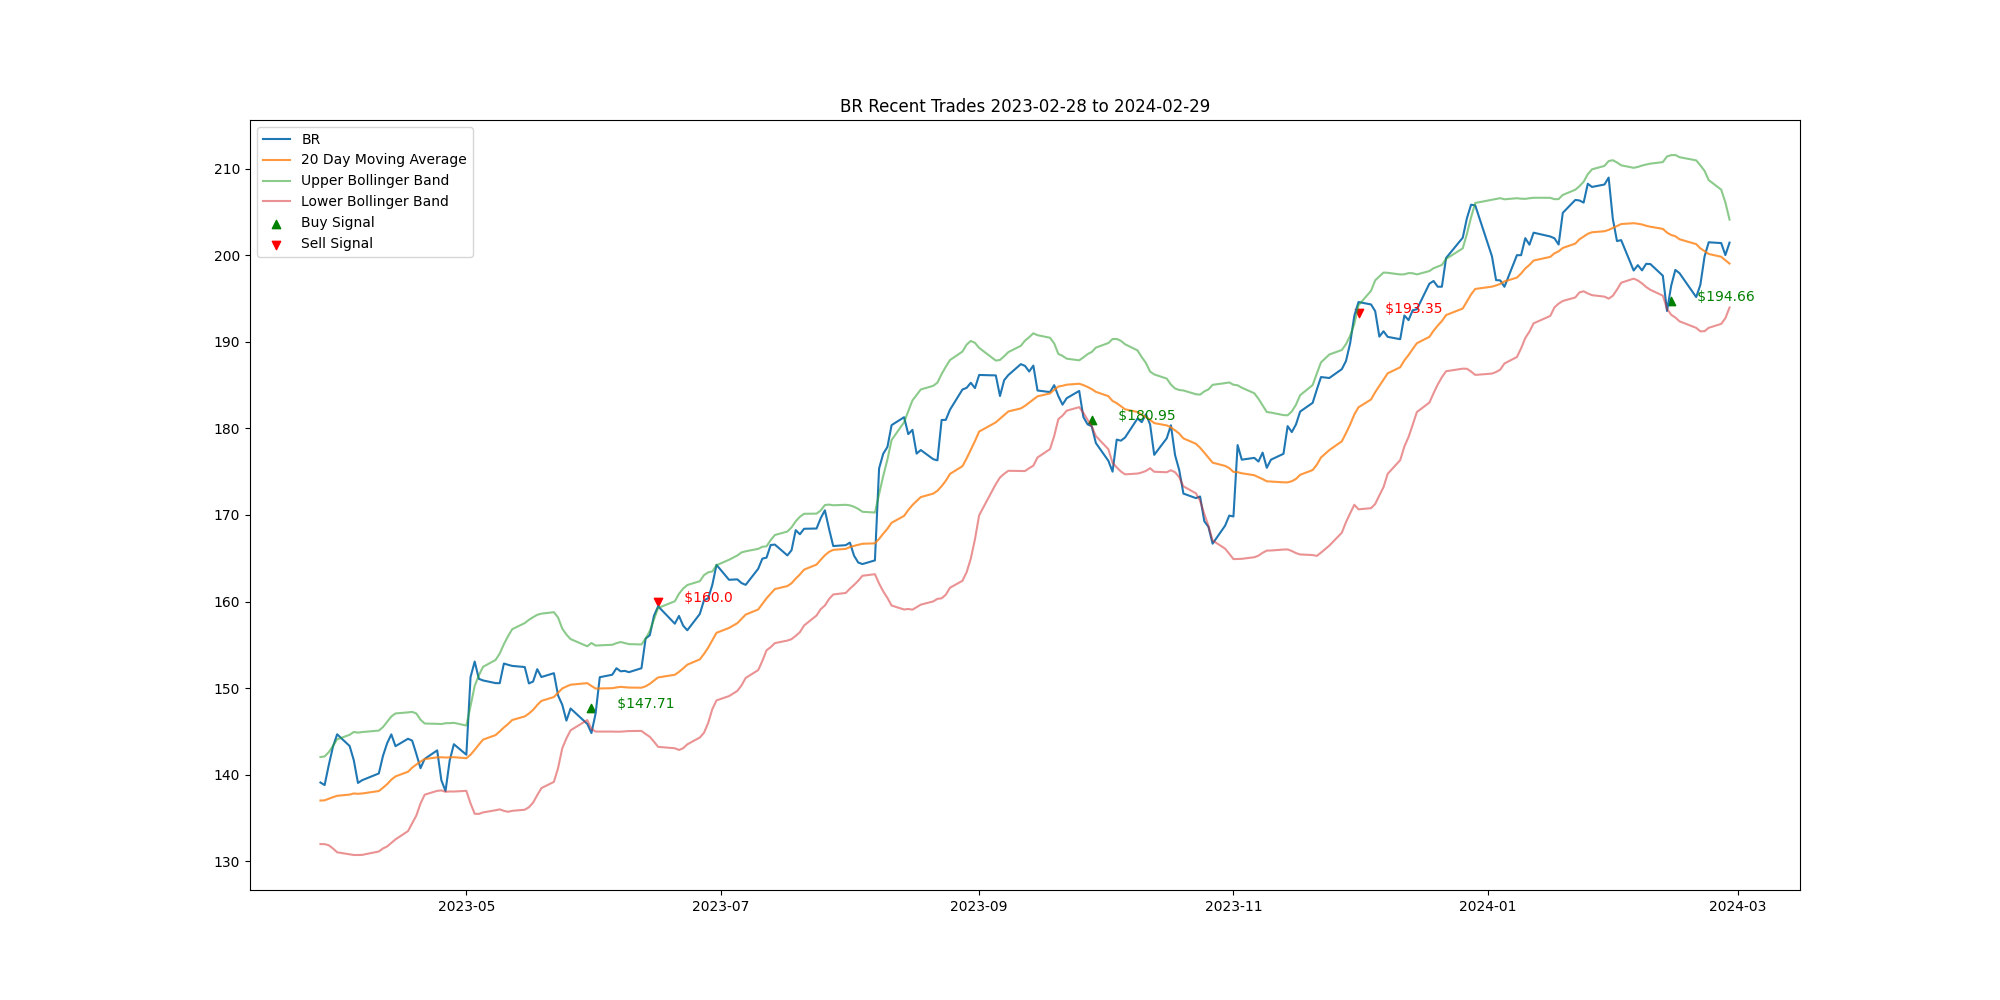 BR Recent Trades 2023-02-28 to 2024-02-29
BR
20 Day Moving Average
Upper Bollinger Band
Lower Bollinger Band
Buy Signal
Sell Signal
210
200
190
180
170
160
150
140
130
$147.71
$160.0
$180.95
$193.35
$194.66
2023-05
2023-07
2023-09
2023-11
2024-01
2024-03